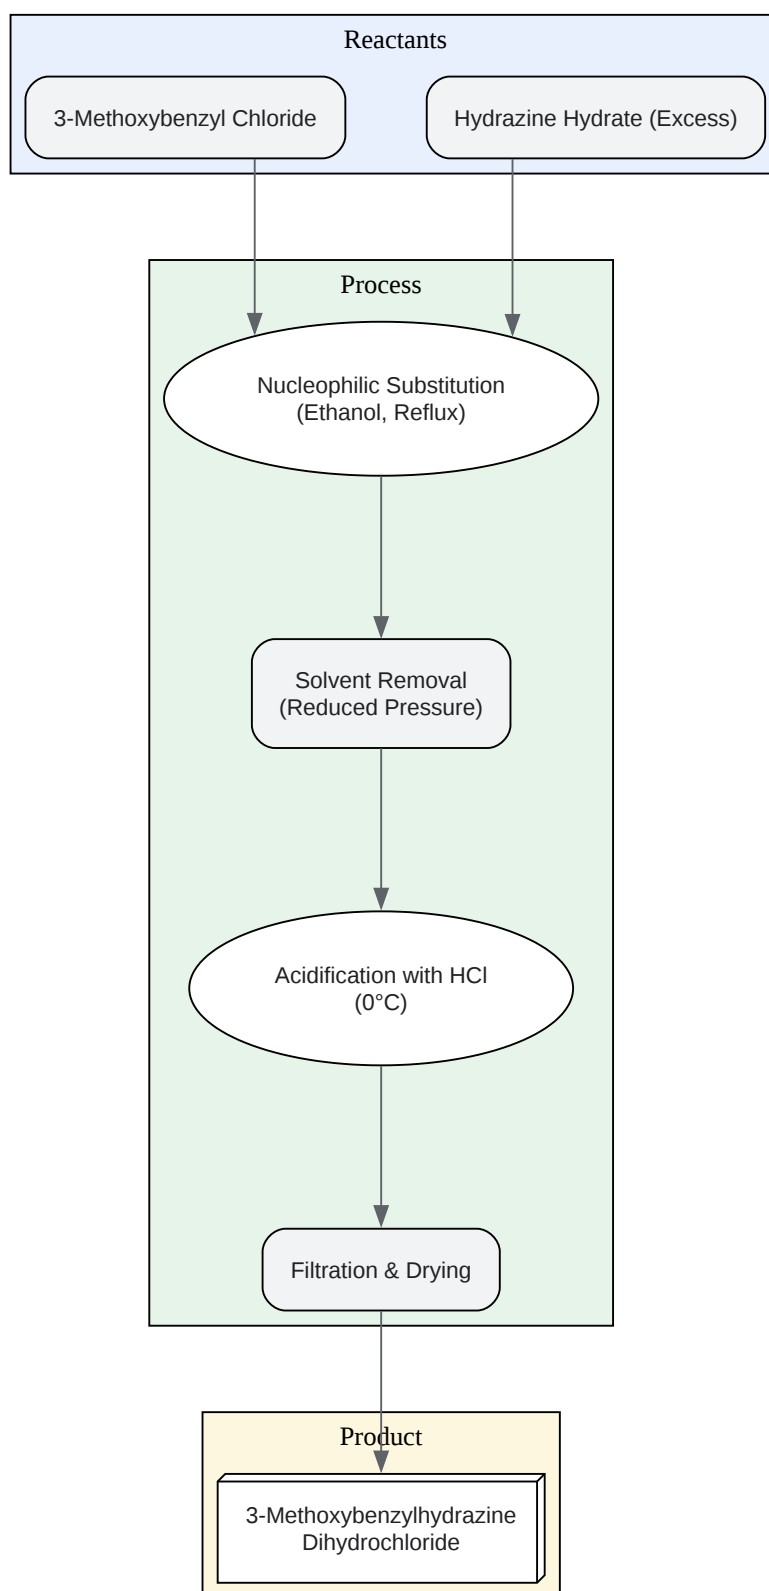 Reactants
3-Methoxybenzyl Chloride
Hydrazine Hydrate (Excess)
Process
Nucleophilic Substitution
(Ethanol, Reflux)
Solvent Removal
(Reduced Pressure)
Acidification with HCl
(0°C)
Filtration & Drying
Product
3-Methoxybenzylhydrazine
Dihydrochloride